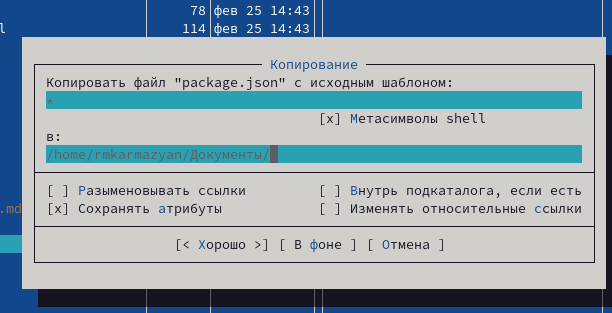 78 фев 25 14:43
l 114 фев 25 14:43
Копирование
Копировать файл "package.json" с исходным шаблоном:
*
[x] Метасимволы shell
в:
/home/rmkarmazyan/Документы/
[ ] Разыменовывать ссылки [ ] Внутрь подкаталога, если есть
.md [x] Сохранять атрибуты [ ] Изменять относительные ссылки
[< Хорошо >] [ В фоне ] [ Отмена ]